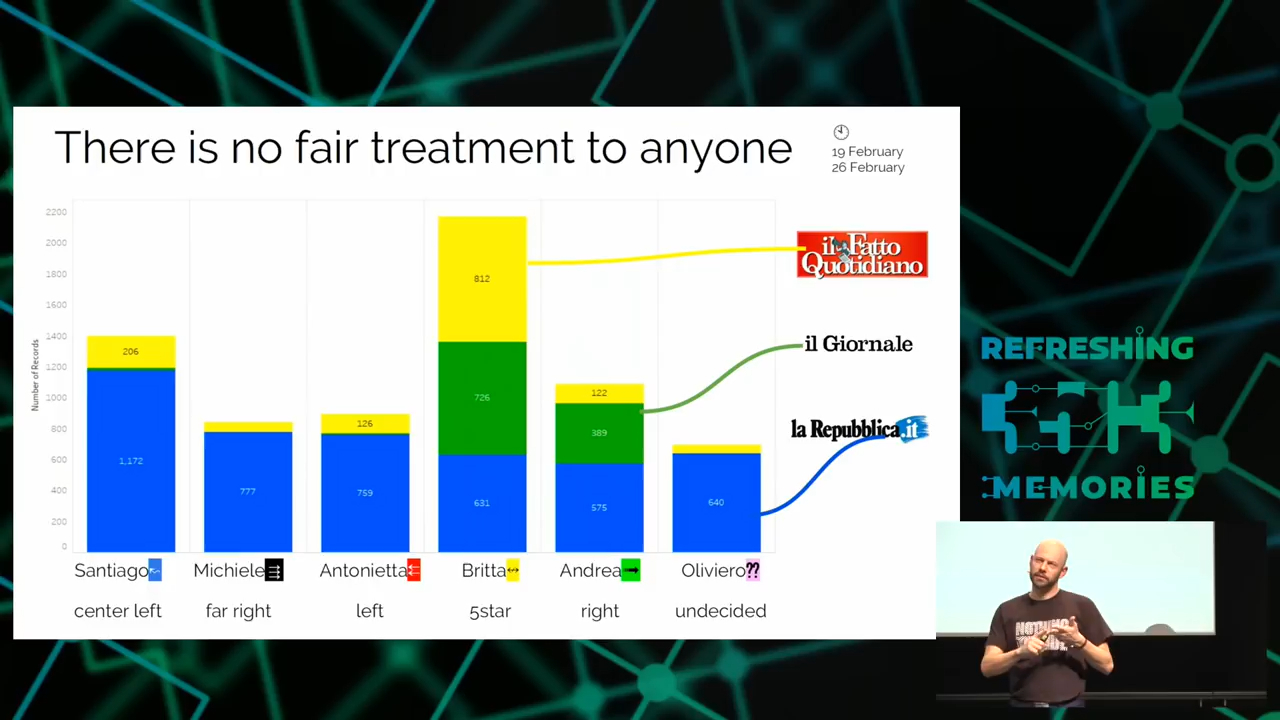 There is no fair treatment to anyone
19 February
26 February
Number of Records
2200
2000
1800
1600
1400
1200
1000
800
600
400
200
0
206
1,172
777
126
759
812
726
631
122
389
575
640
il Fatto
Quotidiano
il Giornale
la Repubblica.it
Santiago
Michiele
Antonietta
Britta
Andrea
Oliviero??
center left
far right
left
5star
right
undecided
REFRESHING
MEMORIES
NOTHING